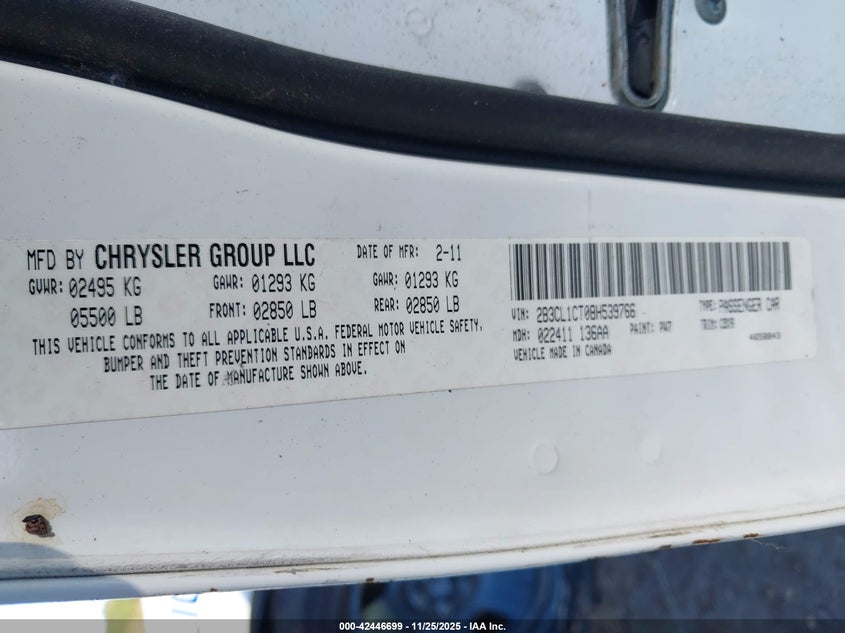 MFD BY CHRYSLER GROUP LLC DATE OF MFR: 2-11
GVWR: 02495 KG GAWR: 01293 KG GAWR: 01293 KG
05500 LB FRONT: 02850 LB REAR: 02850 LB
THIS VEHICLE CONFORMS TO ALL APPLICABLE U.S.A. FEDERAL MOTOR VEHICLE SAFETY,
BUMPER AND THEFT PREVENTION STANDARDS IN EFFECT ON
THE DATE OF MANUFACTURE SHOWN ABOVE.
VIN: 2B3CL1CT0BH539766 TYPE: PASSENGER CAR
MDH: 022411 136AA PAINT: PW7 TRIM: CDX9
VEHICLE MADE IN CANADA
000-42446699 | 11/25/2025 | IAA Inc.